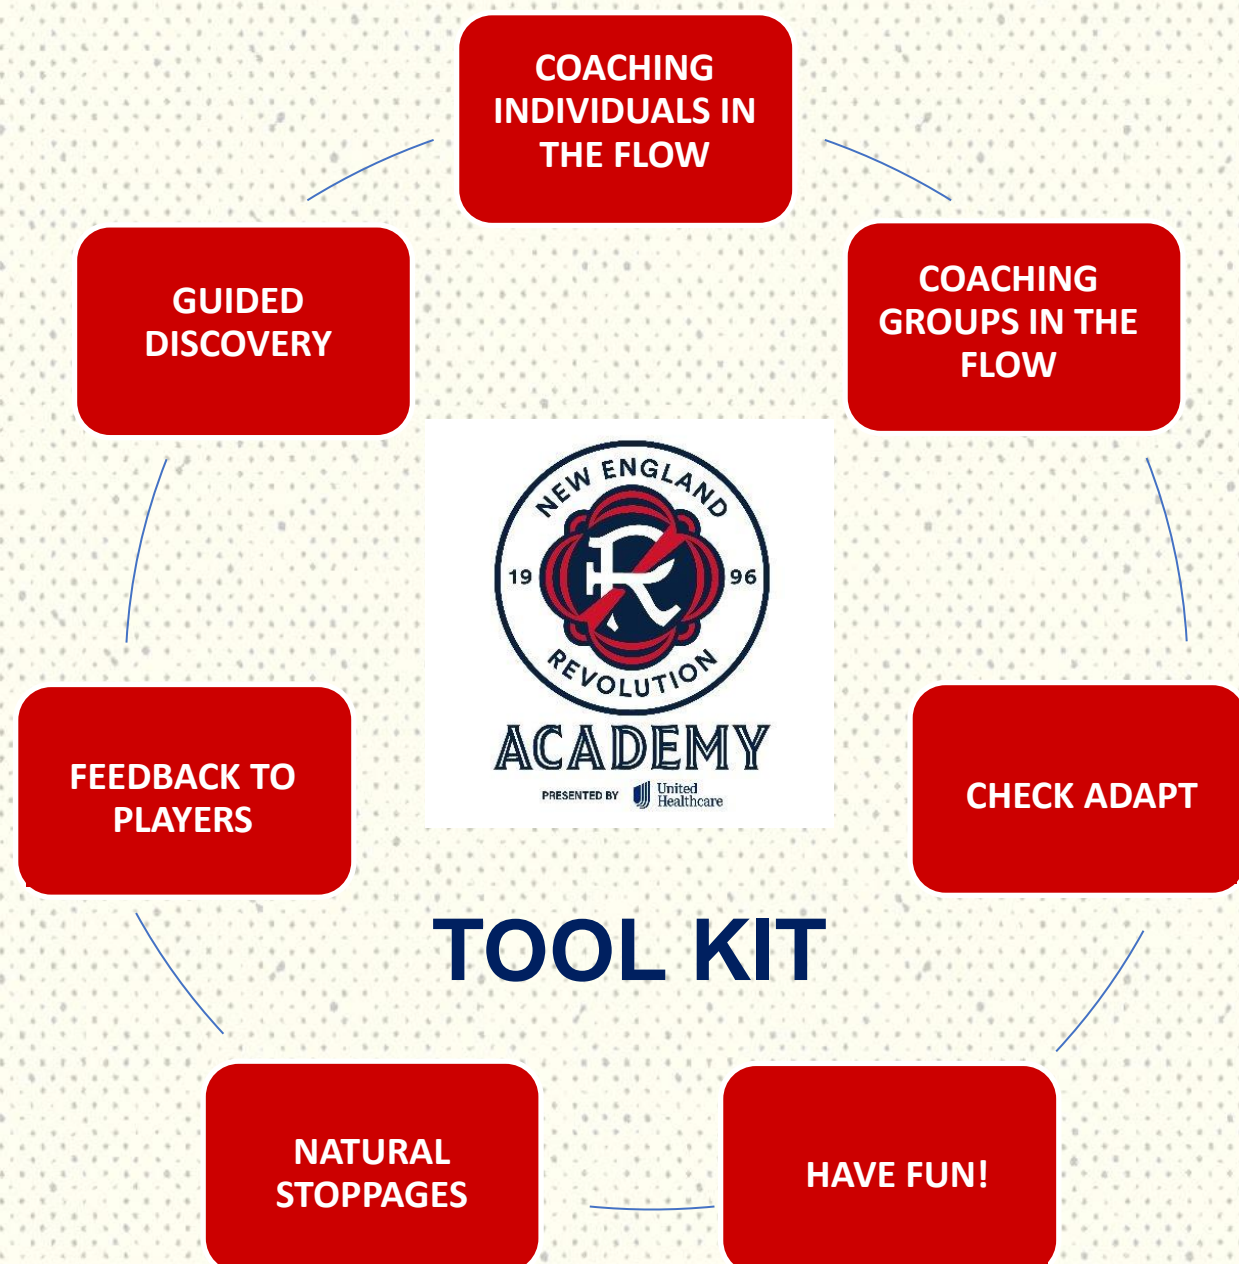 COACHING
INDIVIDUALS IN
THE FLOW
COACHING
GROUPS IN THE
FLOW
GUIDED
DISCOVERY
NEW ENGLAND
19 96
REVOLUTION
ACADEMY
PRESENTED BY United
Healthcare
FEEDBACK TO
PLAYERS
CHECK ADAPT
TOOL KIT
NATURAL
STOPPAGES
HAVE FUN!